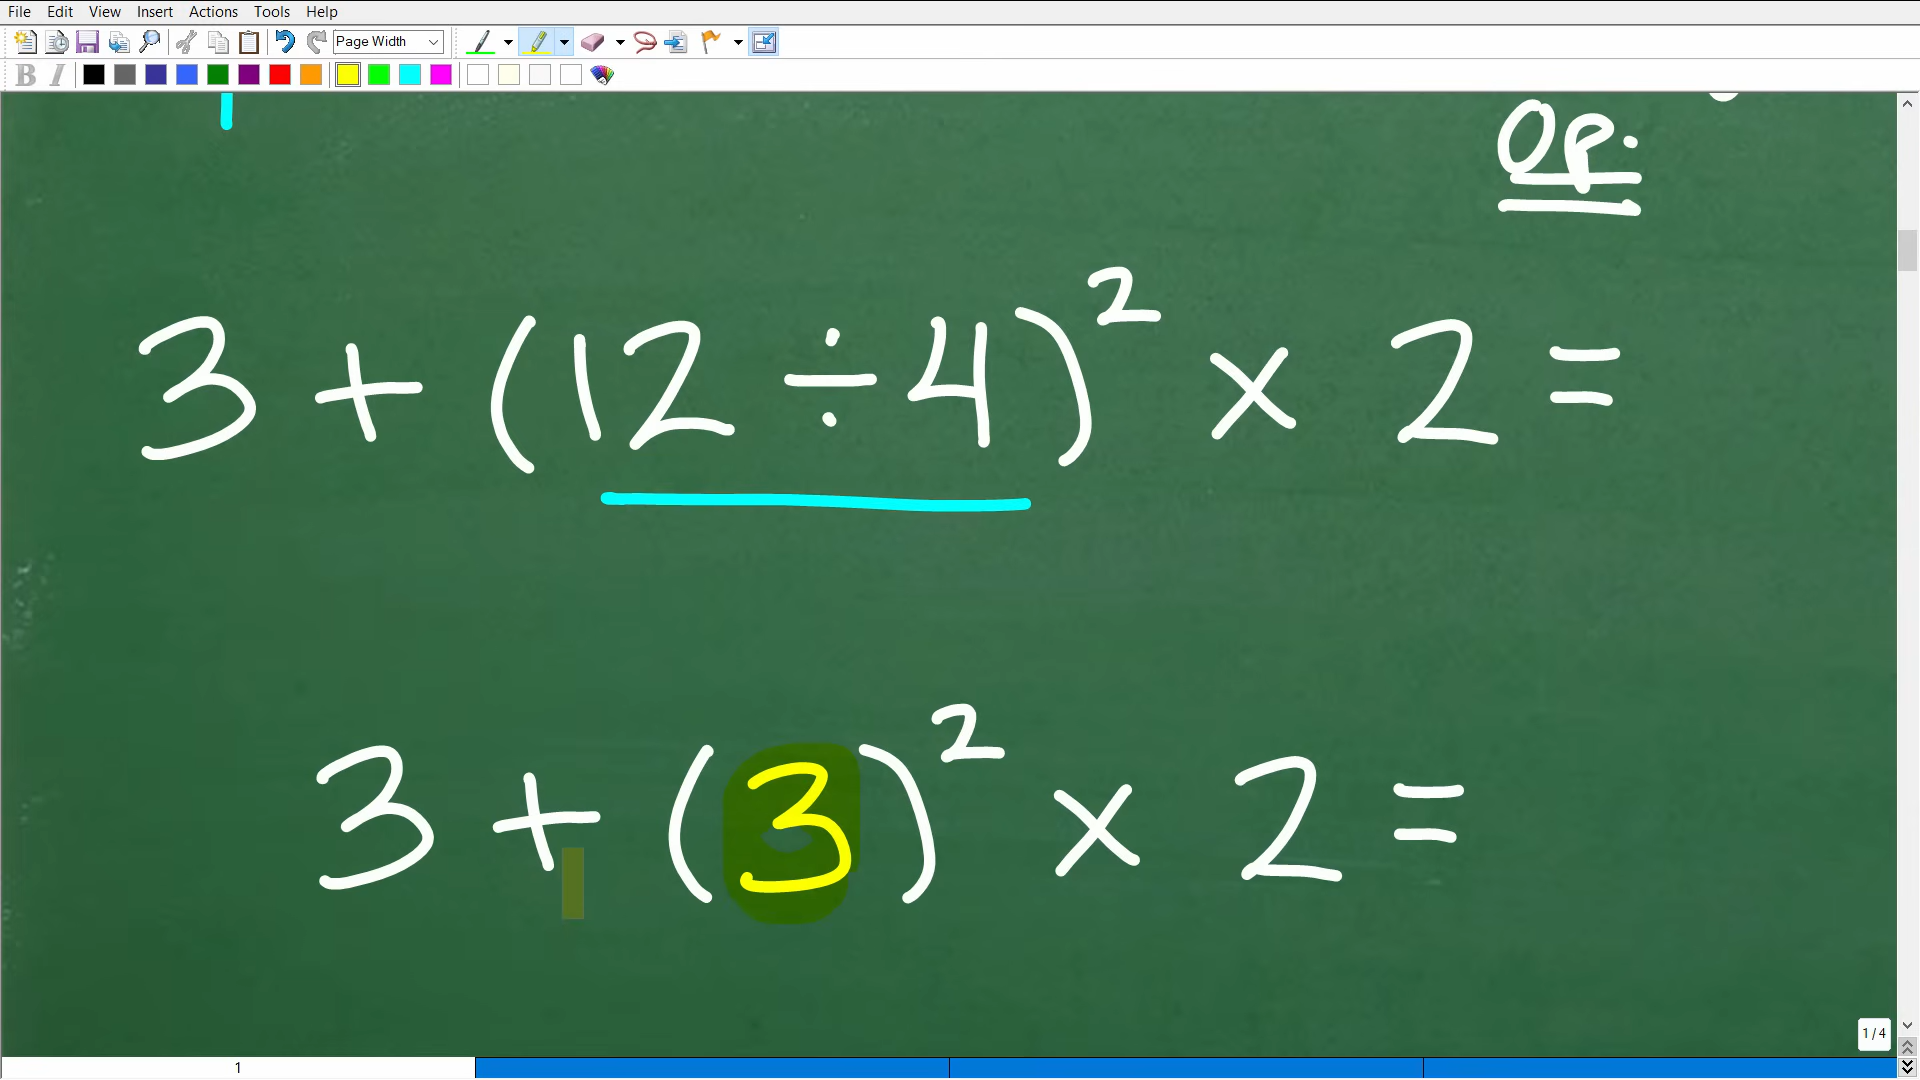 File Edit View Insert Actions Tools Help
Page Width
B I
Op.
3 + (12 ÷ 4)² × 2 =
3 + (3)² × 2 =
1 / 4
1